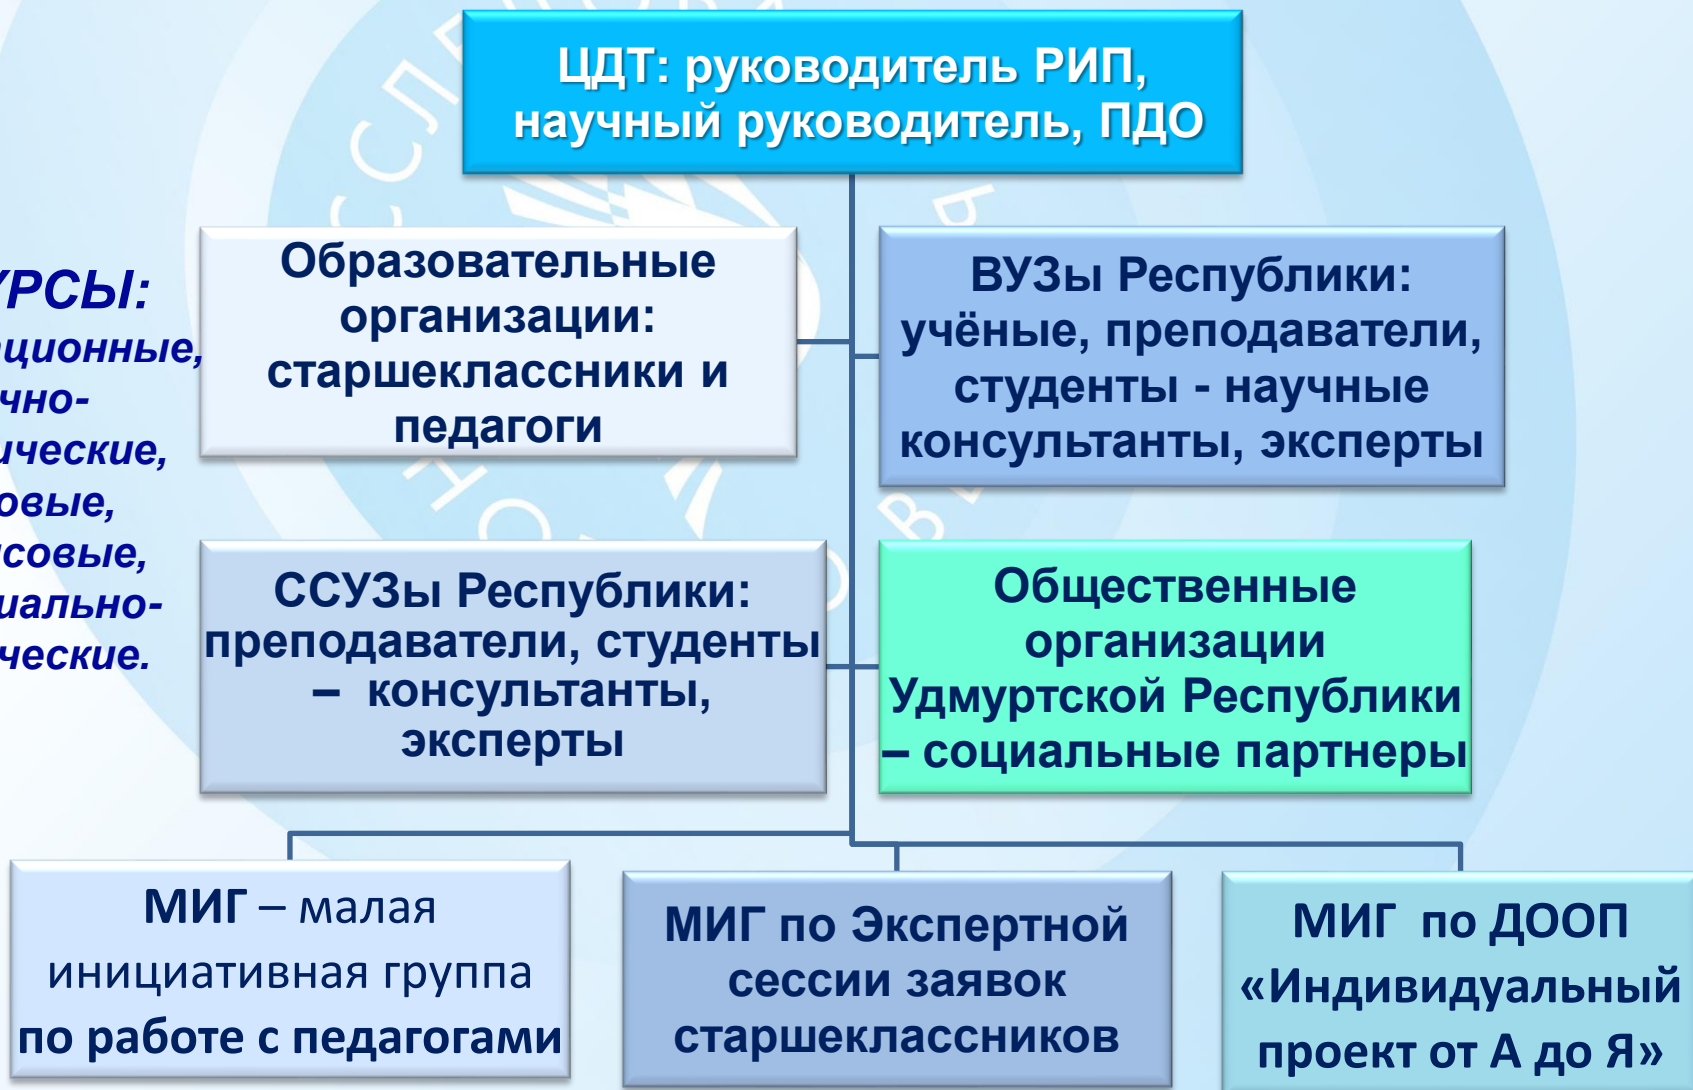 ЦДТ: руководитель РИП,
научный руководитель, ПДО
Образовательные
организации:
старшеклассники и
педагоги
ВУЗы Республики:
учёные, преподаватели,
студенты - научные
консультанты, эксперты
ССУЗы Республики:
преподаватели, студенты
– консультанты,
эксперты
Общественные
организации
Удмуртской Республики
– социальные партнеры
МИГ – малая
инициативная группа
по работе с педагогами
МИГ по Экспертной
сессии заявок
старшеклассников
МИГ по ДООП
«Индивидуальный
проект от А до Я»